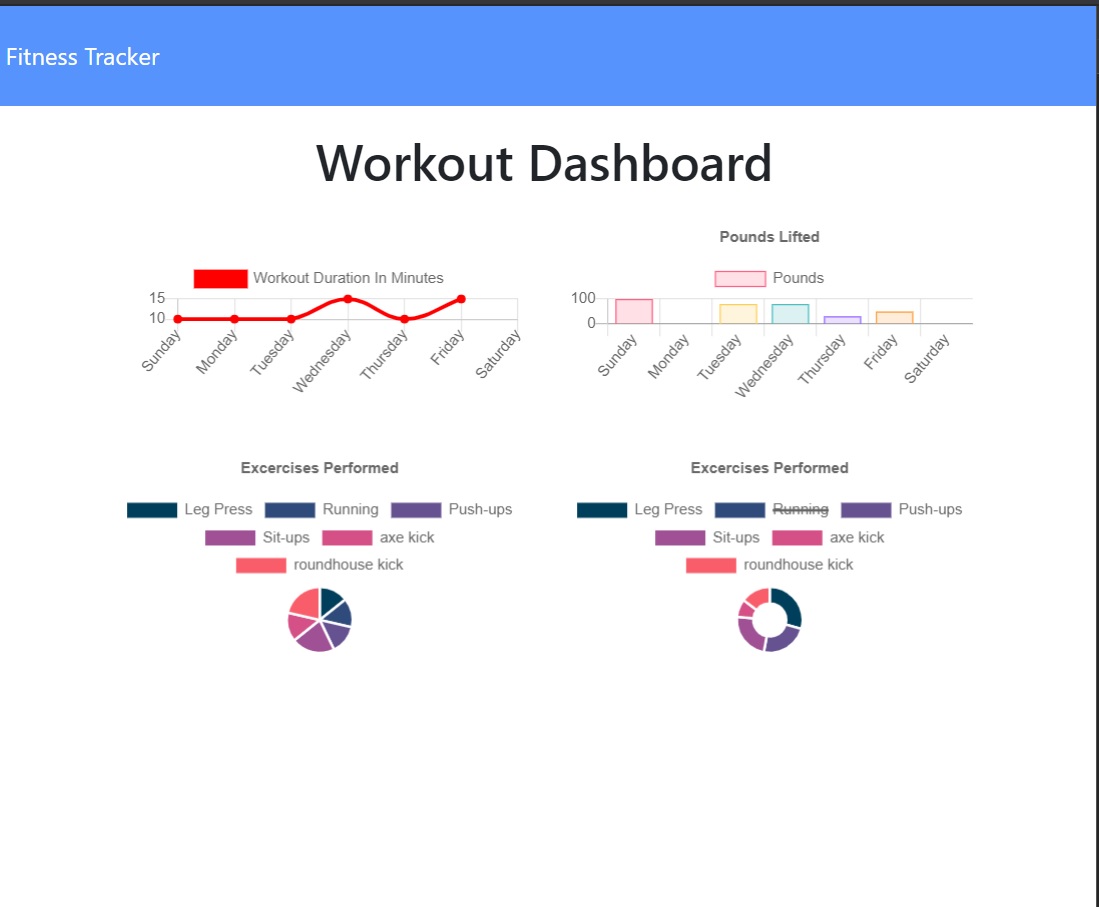 Fitness Tracker
Workout Dashboard
Workout Duration In Minutes
15
10
Sunday Monday Tuesday Wednesday Thursday Friday Saturday
Pounds Lifted
Pounds
100
0
Sunday Monday Tuesday Wednesday Thursday Friday Saturday
Excercises Performed
Leg Press Running Push-ups
Sit-ups axe kick
roundhouse kick
Excercises Performed
Leg Press Running Push-ups
Sit-ups axe kick
roundhouse kick